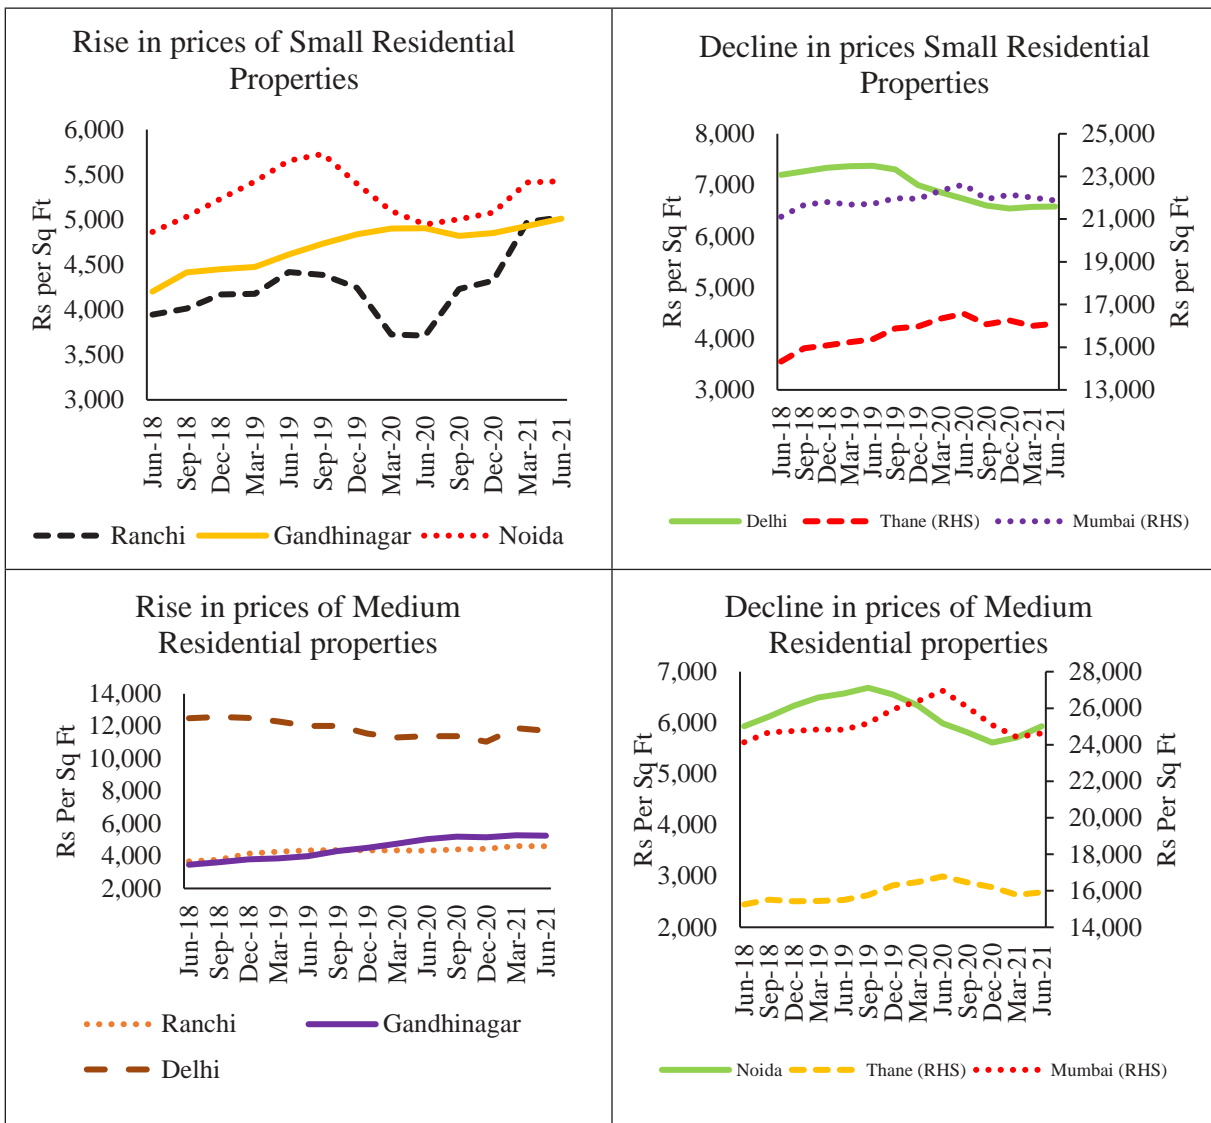 Rise in prices of Small Residential
Properties
Rs per Sq Ft
6,000
5,500
5,000
4,500
4,000
3,500
3,000
Jun-18
Sep-18
Dec-18
Mar-19
Jun-19
Sep-19
Dec-19
Mar-20
Jun-20
Sep-20
Dec-20
Mar-21
Jun-21
Ranchi
Gandhinagar
Noida
Decline in prices Small Residential
Properties
Rs per Sq Ft
8,000
7,000
6,000
5,000
4,000
3,000
25,000
23,000
21,000
19,000
17,000
15,000
13,000
Rs per Sq Ft
Jun-18
Sep-18
Dec-18
Mar-19
Jun-19
Sep-19
Dec-19
Mar-20
Jun-20
Sep-20
Dec-20
Mar-21
Jun-21
Delhi
Thane (RHS)
Mumbai (RHS)
Rise in prices of Medium
Residential properties
Rs Per Sq Ft
14,000
12,000
10,000
8,000
6,000
4,000
2,000
Jun-18
Sep-18
Dec-18
Mar-19
Jun-19
Sep-19
Dec-19
Mar-20
Jun-20
Sep-20
Dec-20
Mar-21
Jun-21
Ranchi
Gandhinagar
Delhi
Decline in prices of Medium
Residential properties
Rs Per Sq Ft
7,000
6,000
5,000
4,000
3,000
2,000
28,000
26,000
24,000
22,000
20,000
18,000
16,000
14,000
Rs Per Sq Ft
Jun-18
Sep-18
Dec-18
Mar-19
Jun-19
Sep-19
Dec-19
Mar-20
Jun-20
Sep-20
Dec-20
Mar-21
Jun-21
Noida
Thane (RHS)
Mumbai (RHS)